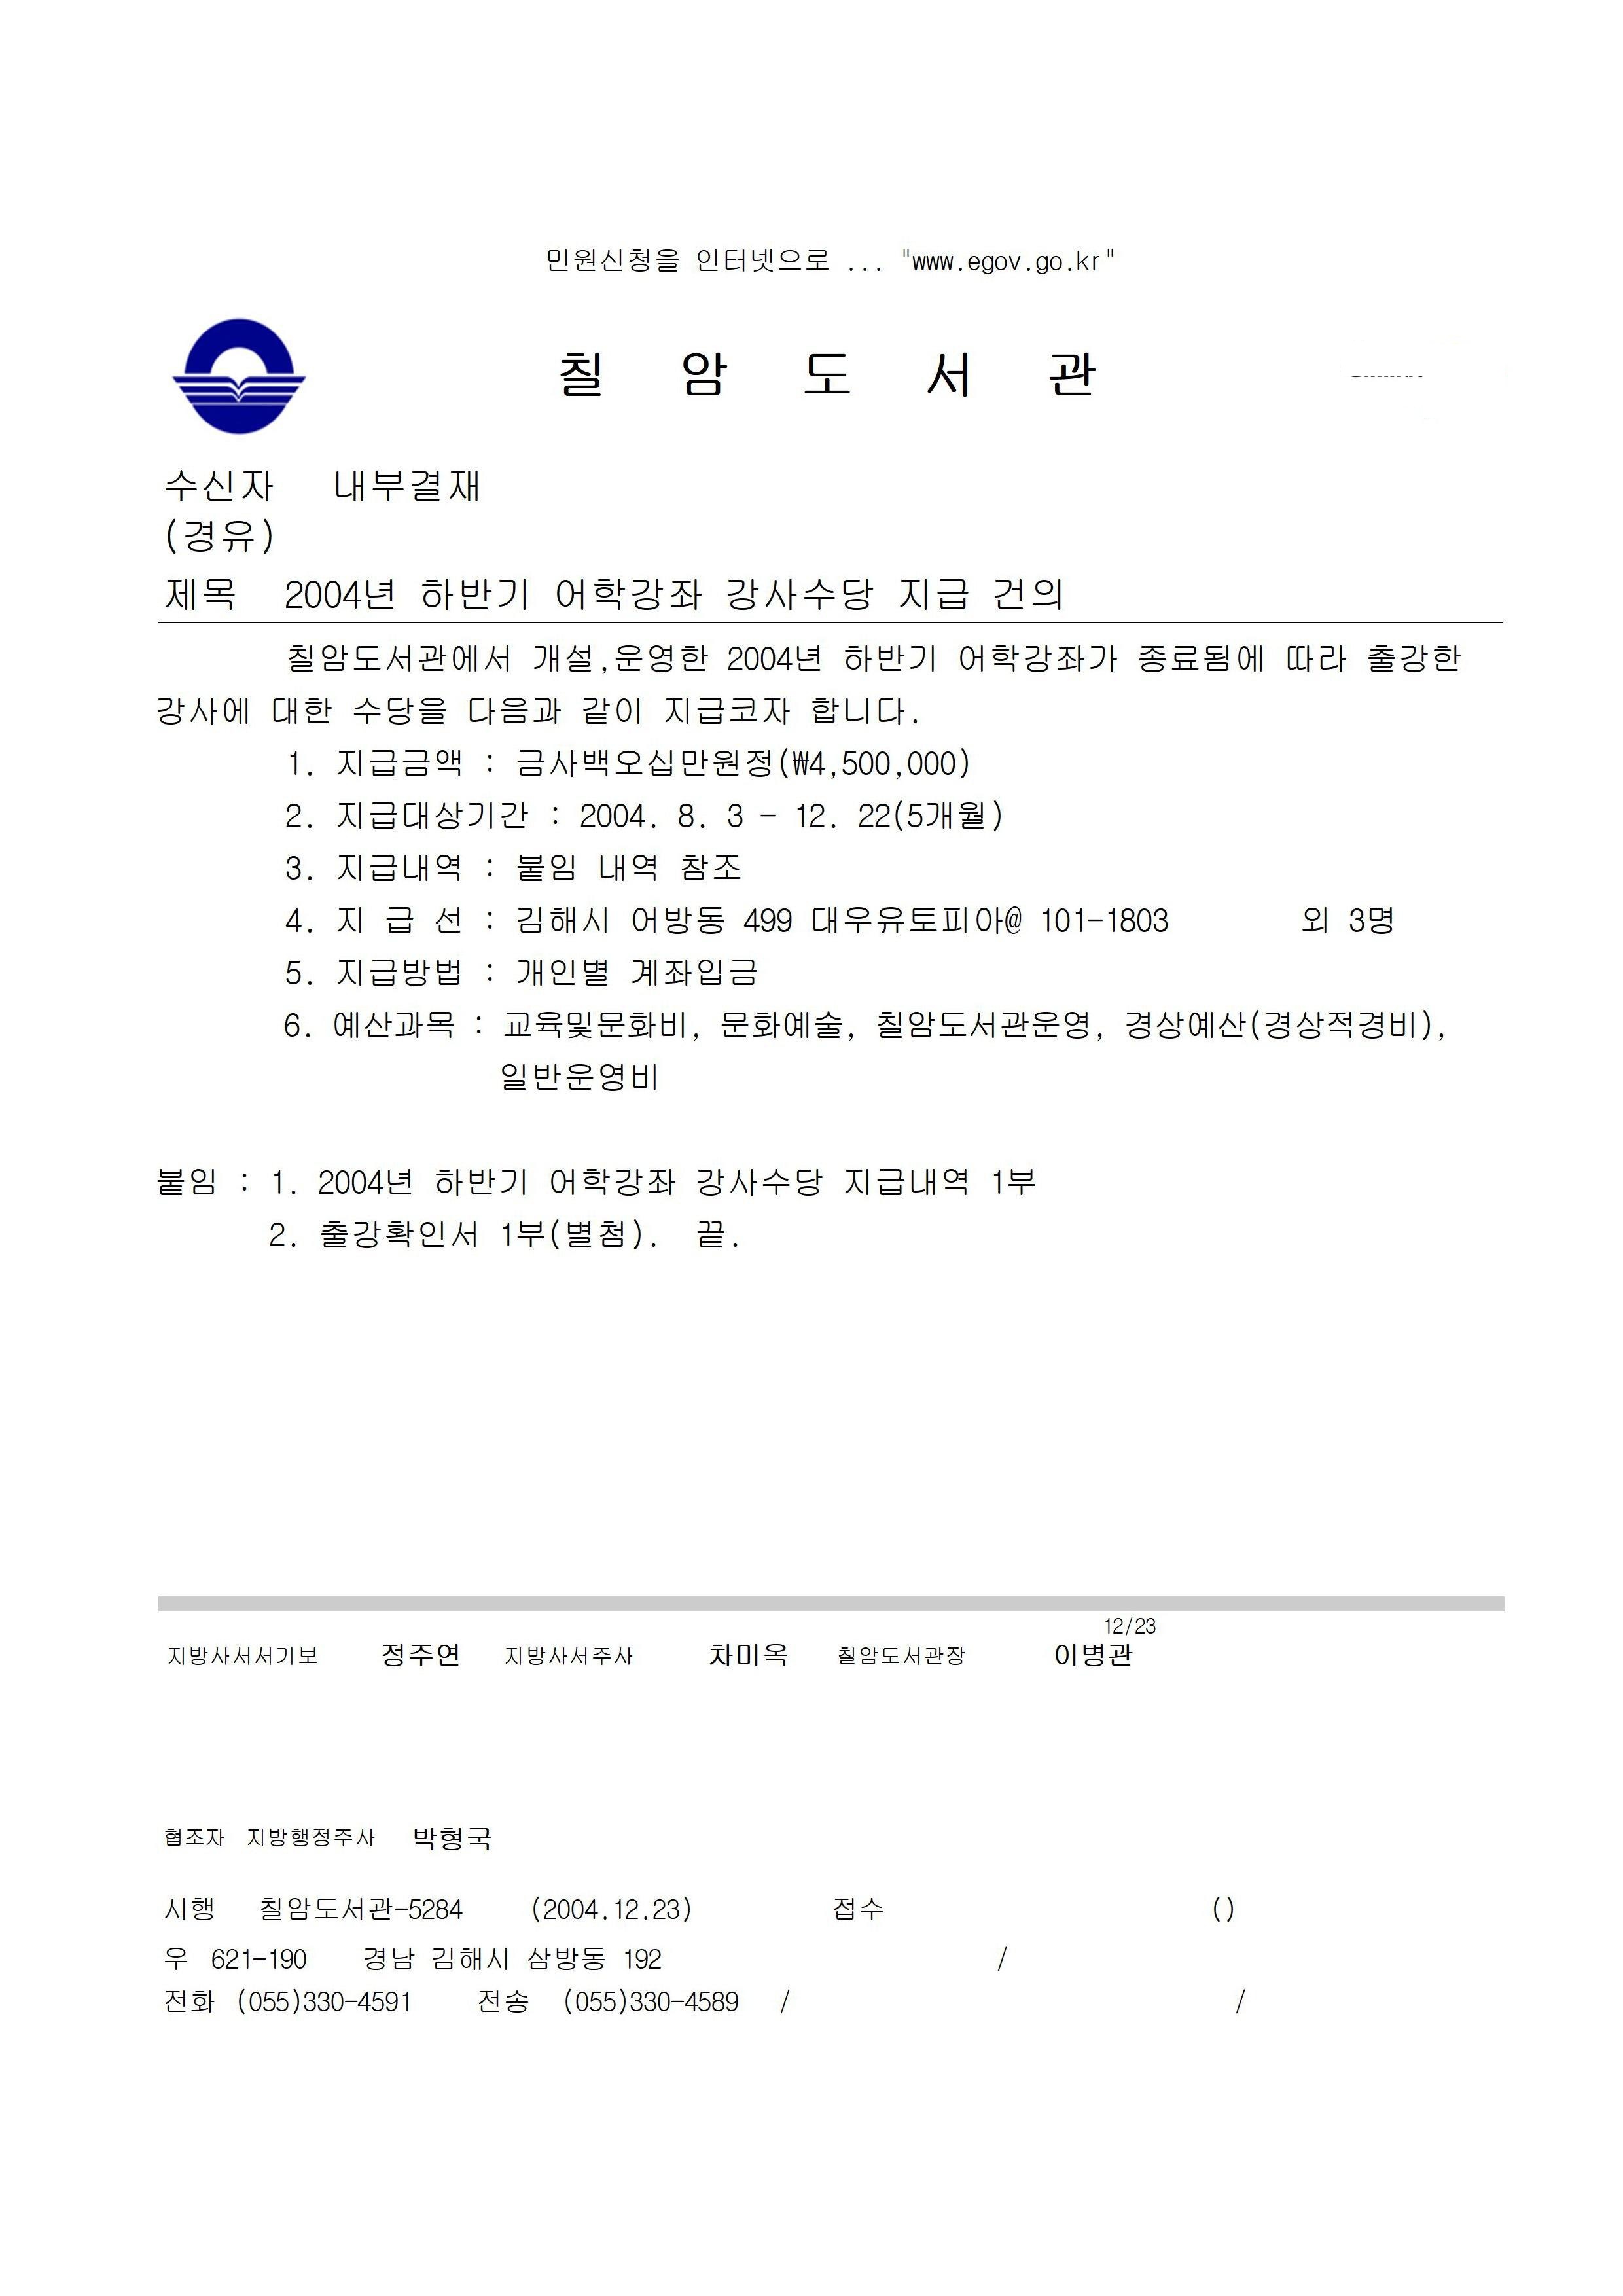 민원신청을 인터넷으로 ... "www.egov.go.kr"
칠 암 도 서 관
수신자 내부결재
(경유)
제목 2004년 하반기 어학강좌 강사수당 지급 건의
칠암도서관에서 개설,운영한 2004년 하반기 어학강좌가 종료됨에 따라 출강한
강사에 대한 수당을 다음과 같이 지급코자 합니다.
1. 지급금액 : 금사백오십만원정(₩4,500,000)
2. 지급대상기간 : 2004. 8. 3 - 12. 22(5개월)
3. 지급내역 : 붙임 내역 참조
4. 지 급 선 : 김해시 어방동 499 대우유토피아@ 101-1803 외 3명
5. 지급방법 : 개인별 계좌입금
6. 예산과목 : 교육및문화비, 문화예술, 칠암도서관운영, 경상예산(경상적경비),
일반운영비
붙임 : 1. 2004년 하반기 어학강좌 강사수당 지급내역 1부
2. 출강확인서 1부(별첨). 끝.
12/23
지방사서서기보 정주연 지방사서주사 차미옥 칠암도서관장 이병관
협조자 지방행정주사 박형국
시행 칠암도서관-5284 (2004.12.23) 접수 ()
우 621-190 경남 김해시 삼방동 192 /
전화 (055)330-4591 전송 (055)330-4589 / /